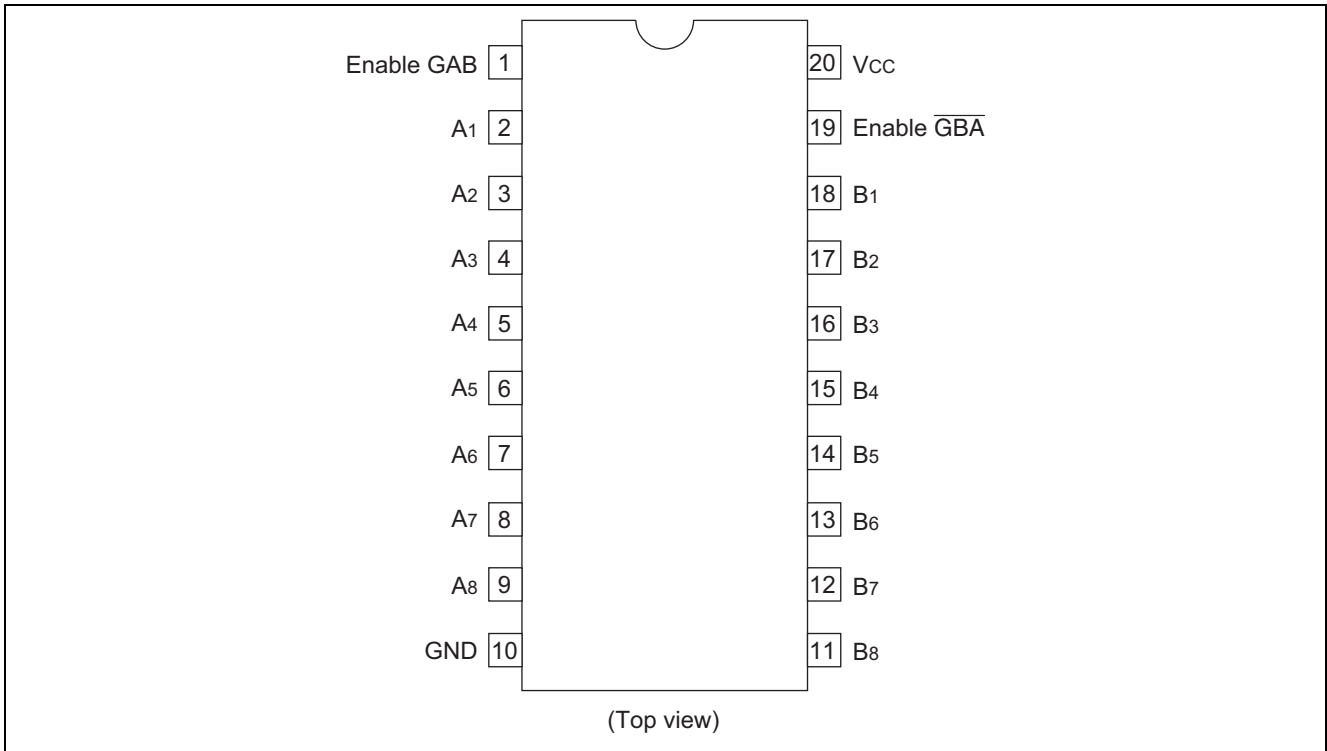 Enable GAB 1 20 VCC
A1 2 19 Enable G̅B̅A̅
A2 3 18 B1
A3 4 17 B2
A4 5 16 B3
A5 6 15 B4
A6 7 14 B5
A7 8 13 B6
A8 9 12 B7
GND 10 11 B8
(Top view)